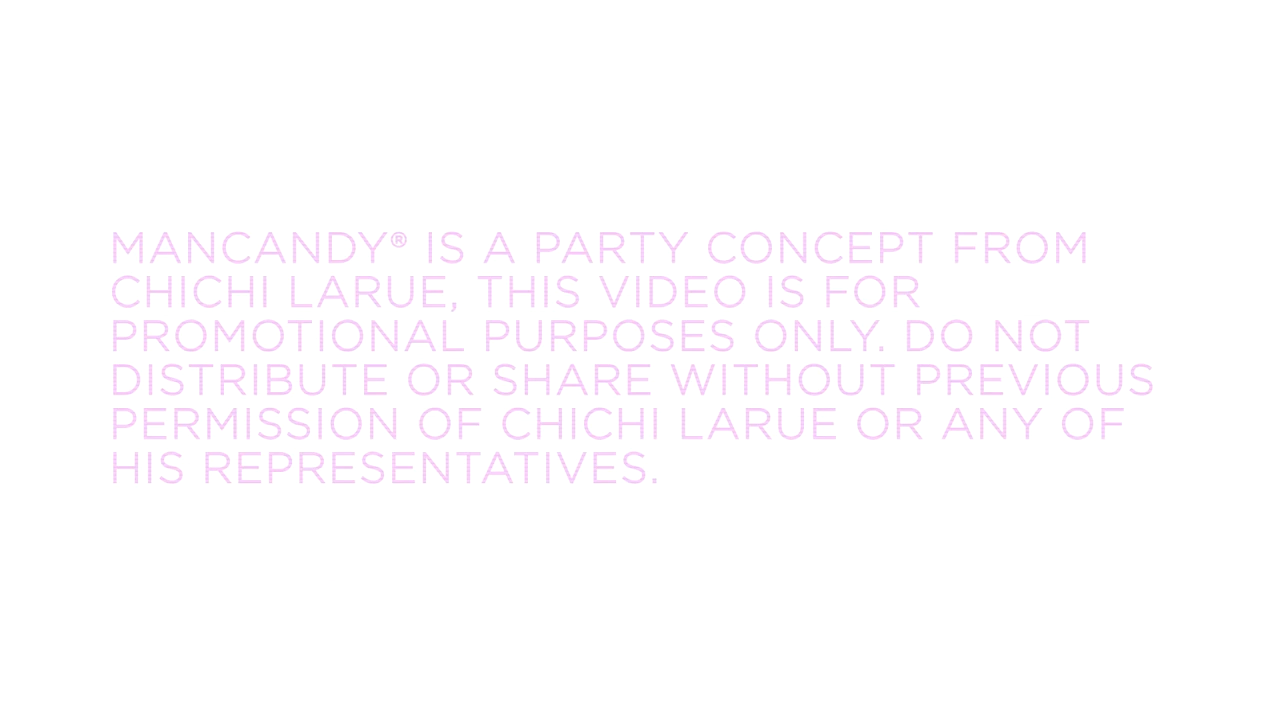 MANCANDY® IS A PARTY CONCEPT FROM
CHICHI LARUE, THIS VIDEO IS FOR
PROMOTIONAL PURPOSES ONLY. DO NOT
DISTRIBUTE OR SHARE WITHOUT PREVIOUS
PERMISSION OF CHICHI LARUE OR ANY OF
HIS REPRESENTATIVES.